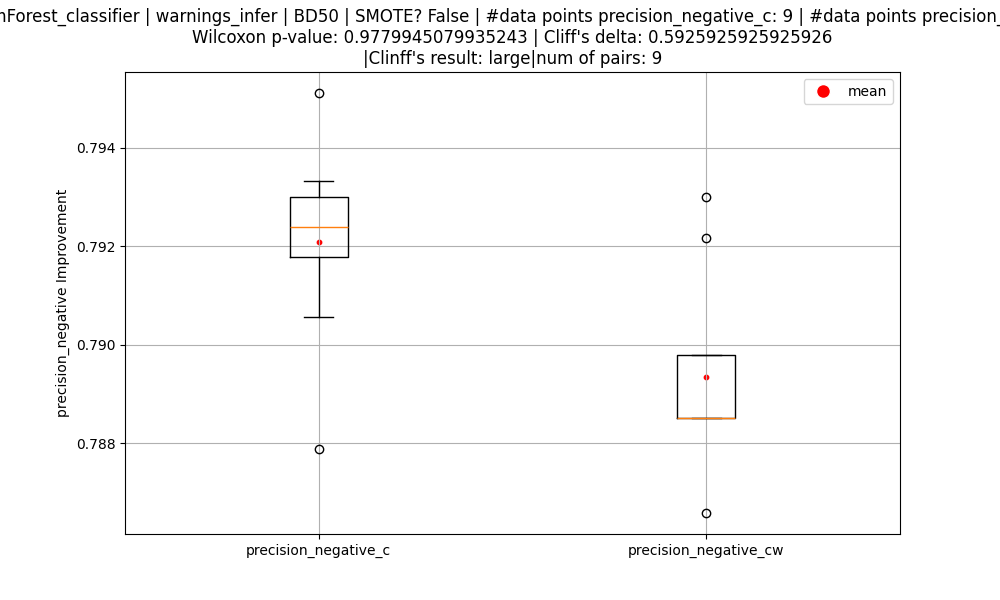 nForest_classifier | warnings_infer | BD50 | SMOTE? False | #data points precision_negative_c: 9 | #data points precision_
Wilcoxon p-value: 0.9779945079935243 | Cliff's delta: 0.5925925925925926
|Clinff's result: large|num of pairs: 9
mean
0.794
0.792
0.790
0.788
precision_negative Improvement
precision_negative_c
precision_negative_cw